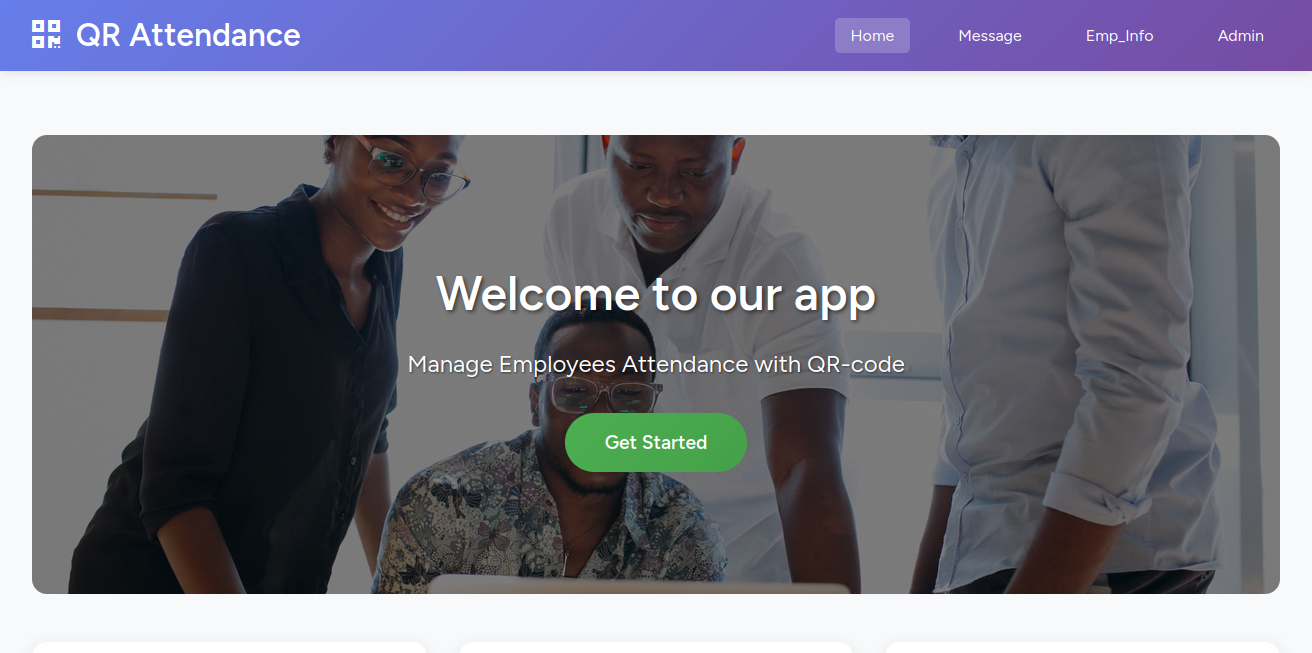 QR Attendance
Home
Message
Emp_Info
Admin
Welcome to our app
Manage Employees Attendance with QR-code
Get Started